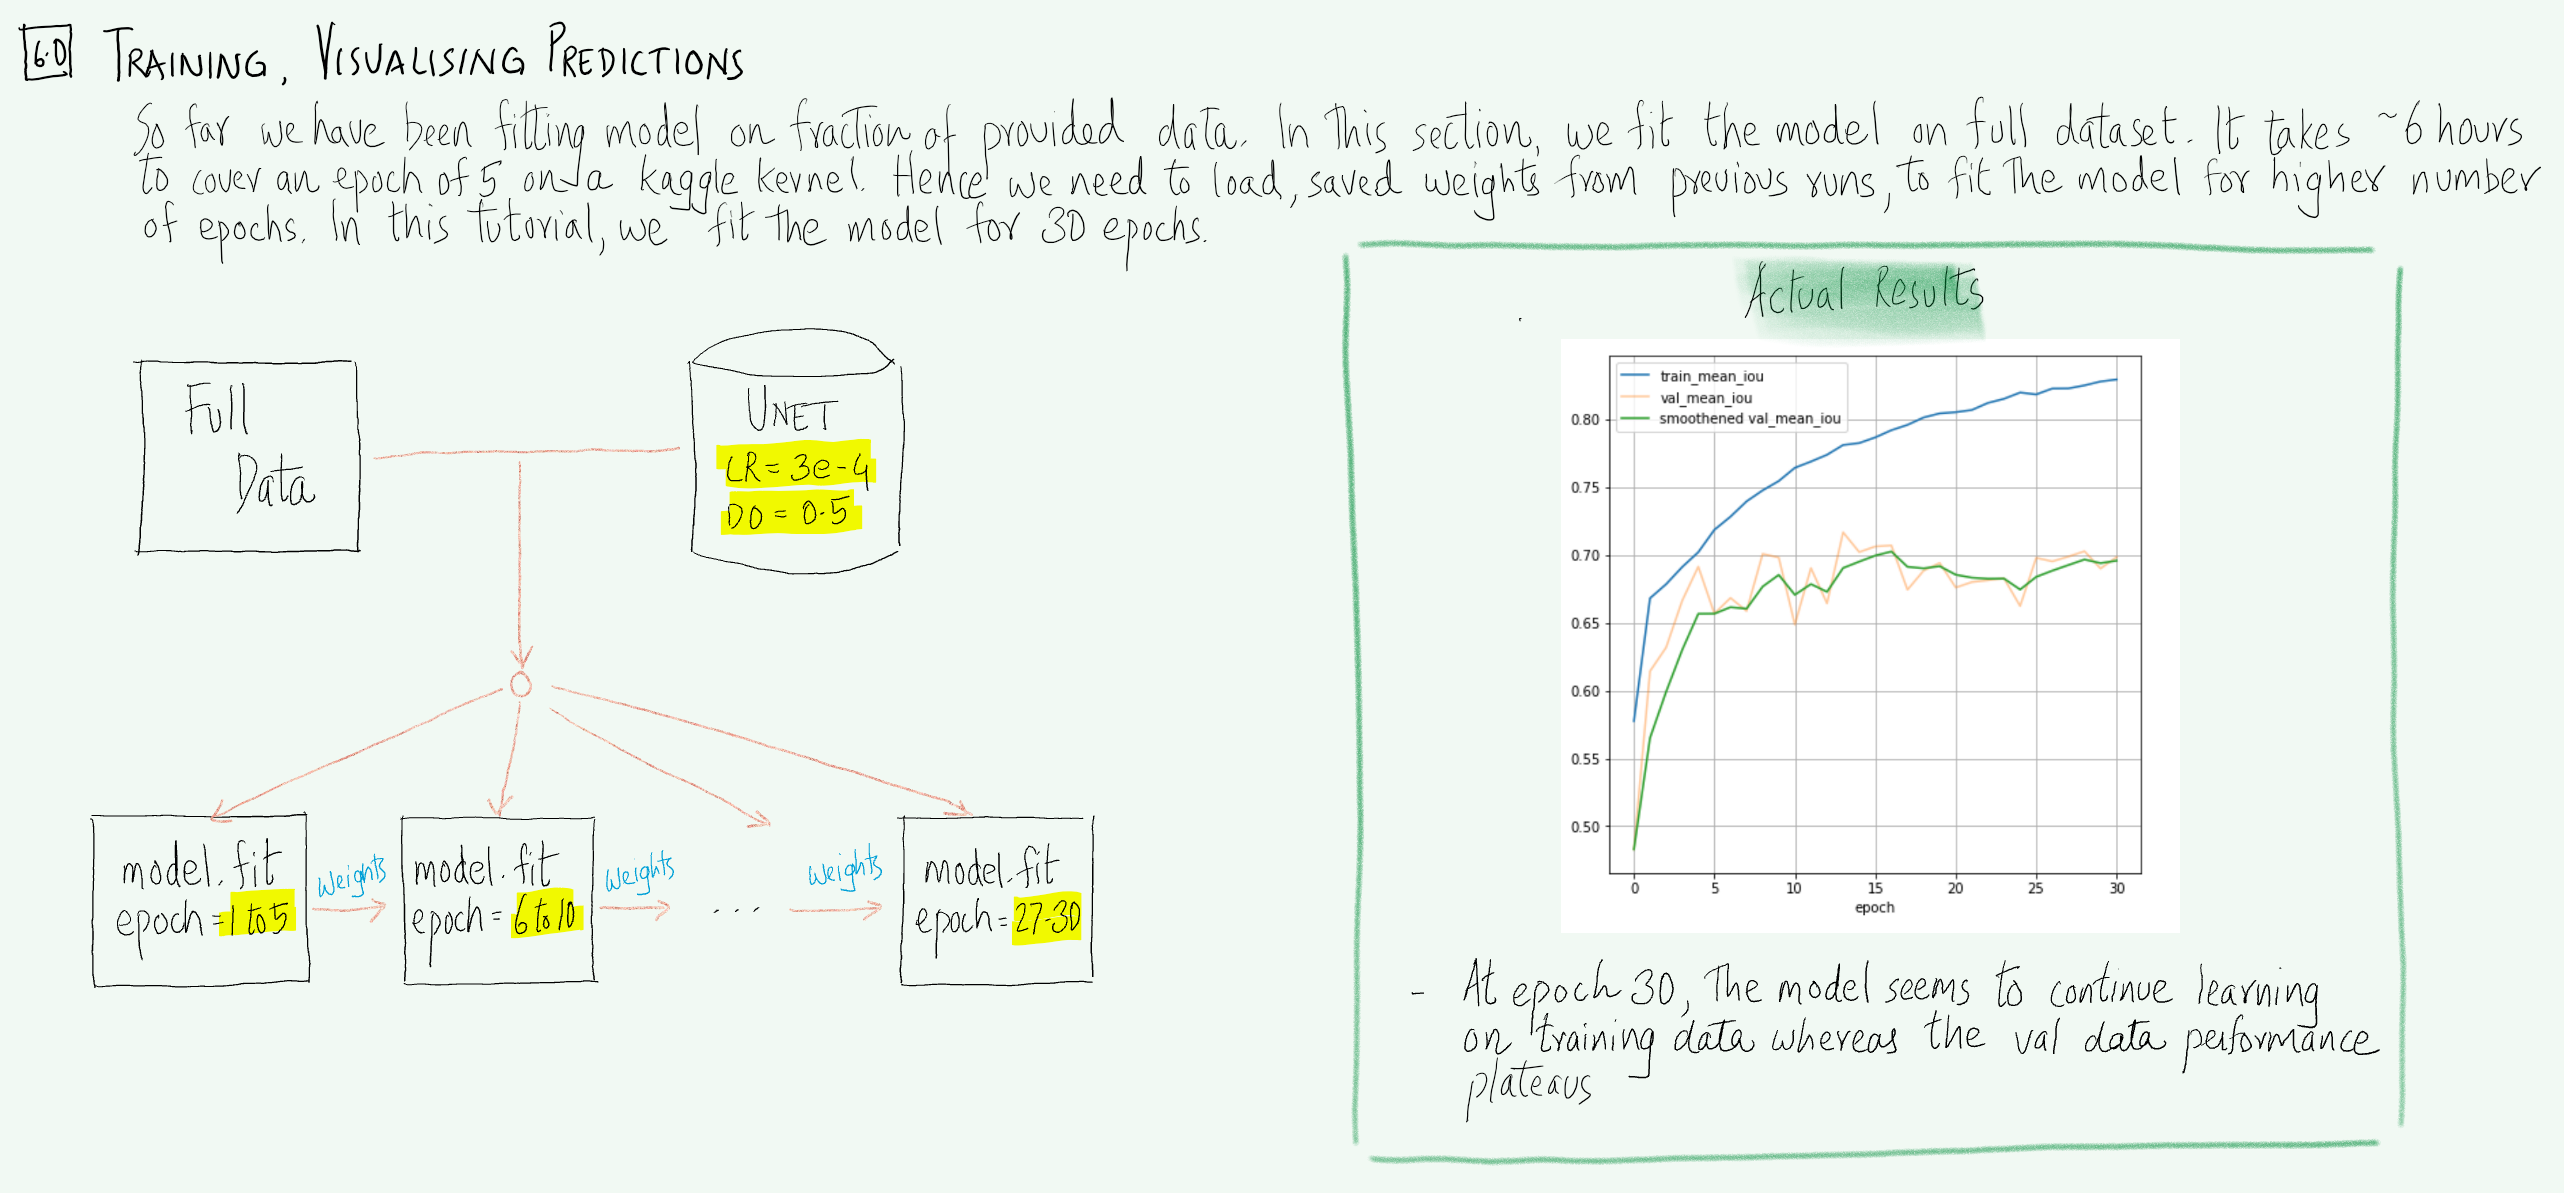 6.0 TRAINING, VISUALISING PREDICTIONS
So far we have been fitting model on fraction of provided data. In this section, we fit the model on full dataset. It takes ~6 hours
to cover an epoch of 5 on a kaggle kernel. Hence we need to load, saved weights from previous runs, to fit the model for higher number
of epochs. In this tutorial, we fit the model for 30 epochs.
Full
Data
UNET
LR = 3e-4
DO = 0.5
model.fit
epoch = 1 to 5
weights
model.fit
epoch = 6 to 10
weights
...
weights
model.fit
epoch = 27-30
Actual Results
train_mean_iou
val_mean_iou
smoothened val_mean_iou
0.80
0.75
0.70
0.65
0.60
0.55
0.50
0 5 10 15 20 25 30
epoch
- At epoch 30, The model seems to continue learning
on training data whereas the val data performance
plateaus